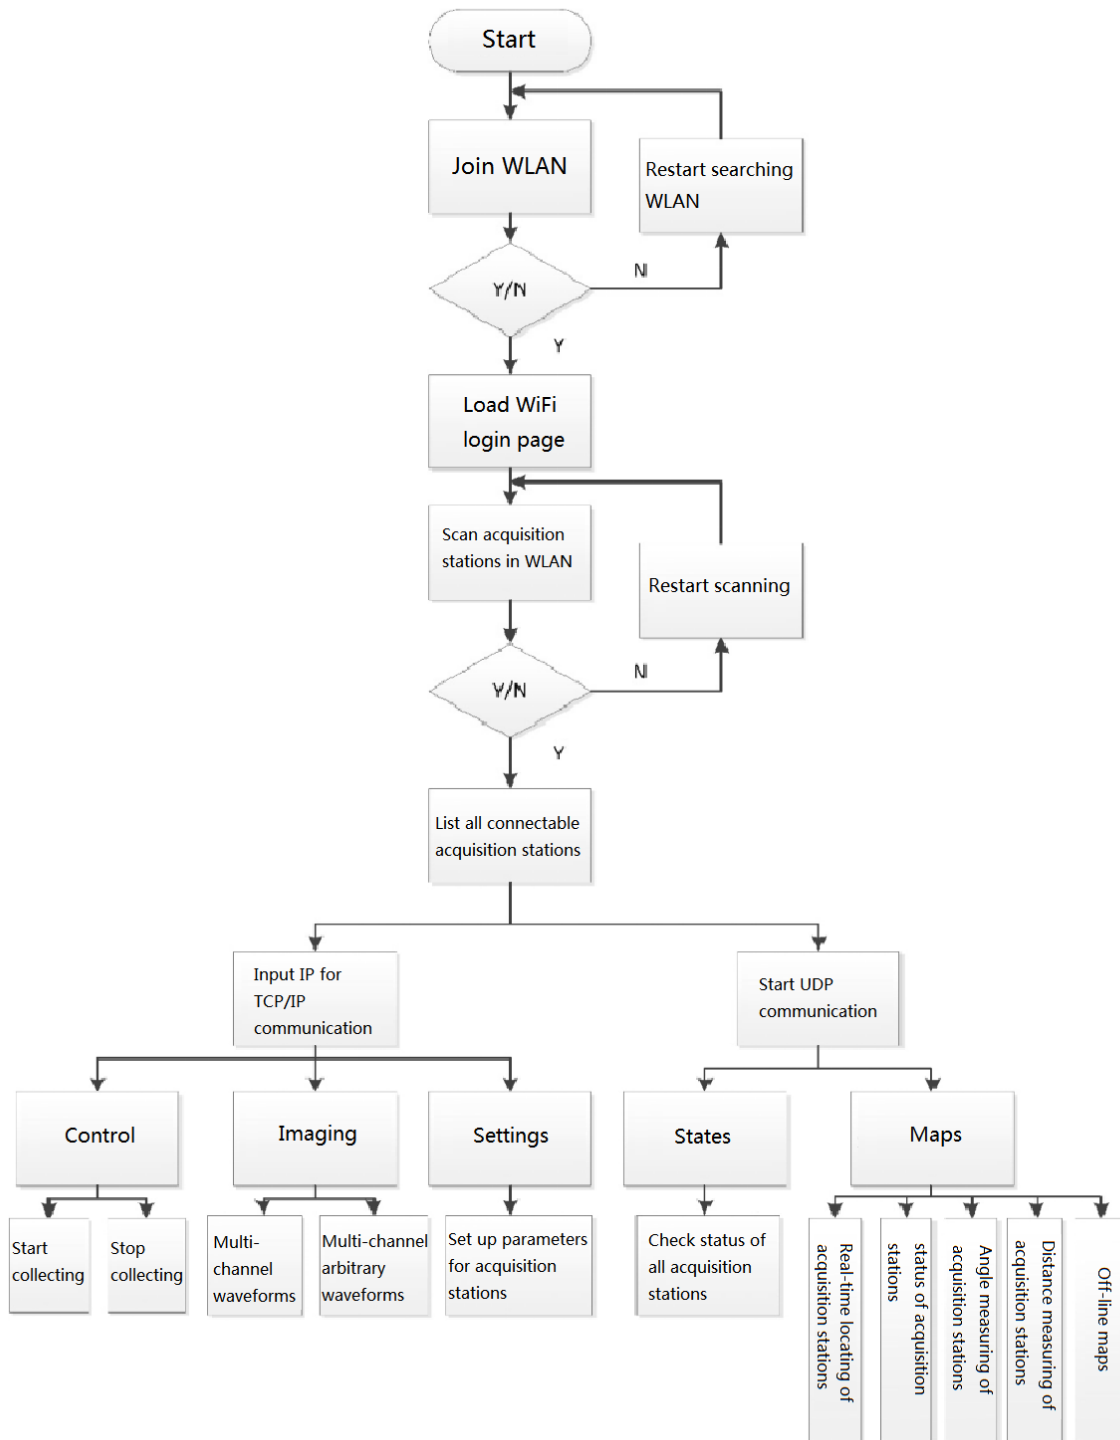 Start
Join WLAN
Restart searching
WLAN
Y/N
N
Y
Load WiFi
login page
Scan acquisition
stations in WLAN
Restart scanning
Y/N
N
Y
List all connectable
acquisition stations
Input IP for
TCP/IP
communication
Start UDP
communication
Control
Imaging
Settings
States
Maps
Start
collecting
Stop
collecting
Multi-
channel
waveforms
Multi-channel
arbitrary
waveforms
Set up parameters
for acquisition
stations
Check status of
all acquisition
stations
Real-time locating of
acquisition stations
status of acquisition
stations
Angle measuring of
acquisition stations
Distance measuring of
acquisition stations
Off-line maps